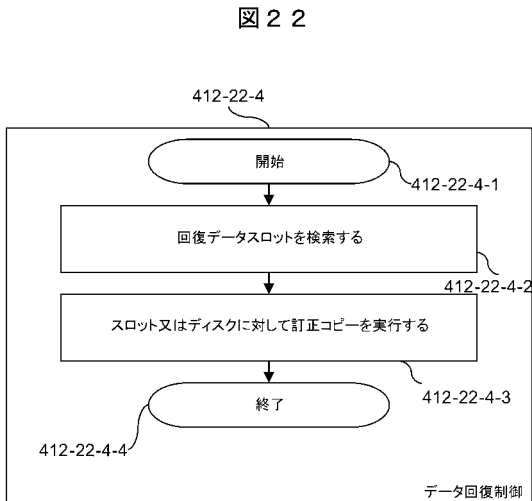 図２２
412-22-4
開始
412-22-4-1
回復データスロットを検索する
412-22-4-2
スロット又はディスクに対して訂正コピーを実行する
412-22-4-3
終了
412-22-4-4
データ回復制御